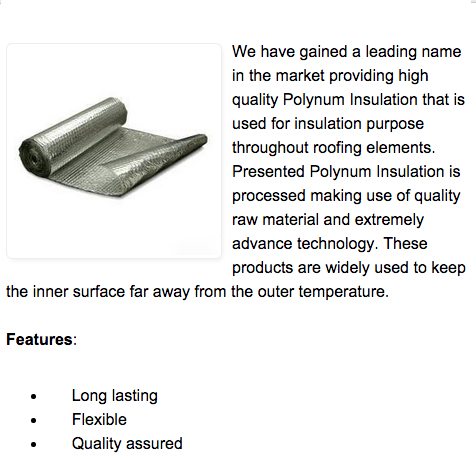 We have gained a leading name
in the market providing high
quality Polynum Insulation that is
used for insulation purpose
throughout roofing elements.
Presented Polynum Insulation is
processed making use of quality
raw material and extremely
advance technology. These
products are widely used to keep
the inner surface far away from the outer temperature.
Features:
• Long lasting
• Flexible
• Quality assured